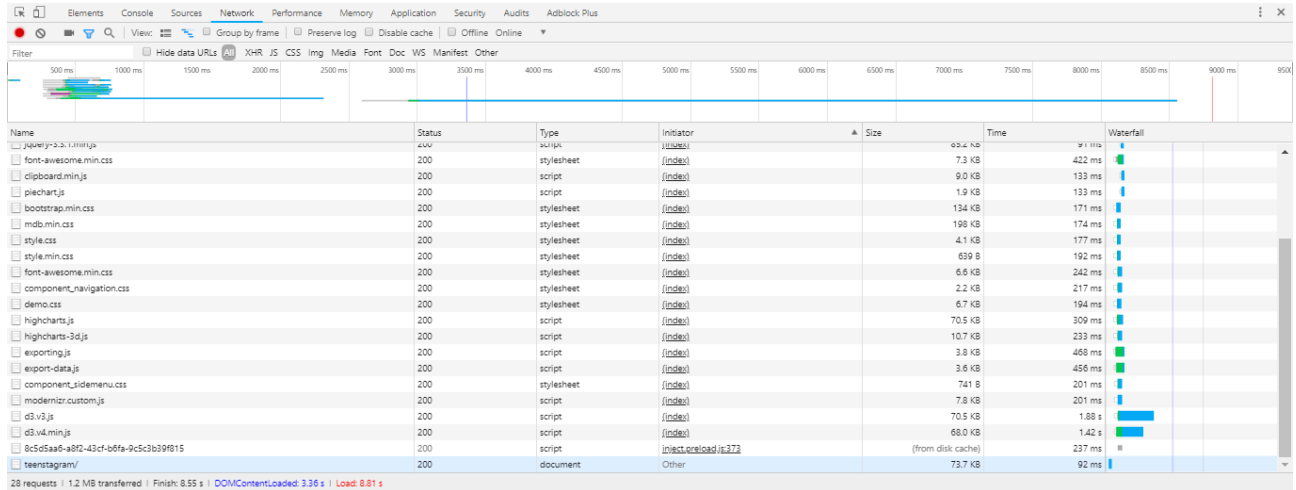 Elements Console Sources Network Performance Memory Application Security Audits Adblock Plus
View: Group by frame Preserve log Disable cache Offline Online
Filter Hide data URLs All XHR JS CSS Img Media Font Doc WS Manifest Other
500 ms 1000 ms 1500 ms 2000 ms 2500 ms 3000 ms 3500 ms 4000 ms 4500 ms 5000 ms 5500 ms 6000 ms 6500 ms 7000 ms 7500 ms 8000 ms 8500 ms 9000 ms 950
Name Status Type Initiator Size Time Waterfall
jquery-3.3.1.min.js 200 script (index) 85.2 KB 91 ms
font-awesome.min.css 200 stylesheet (index) 7.3 KB 422 ms
clipboard.min.js 200 script (index) 9.0 KB 133 ms
piechart.js 200 script (index) 1.9 KB 133 ms
bootstrap.min.css 200 stylesheet (index) 134 KB 171 ms
mdb.min.css 200 stylesheet (index) 198 KB 174 ms
style.css 200 stylesheet (index) 4.1 KB 177 ms
style.min.css 200 stylesheet (index) 639 B 192 ms
font-awesome.min.css 200 stylesheet (index) 6.6 KB 242 ms
component_navigation.css 200 stylesheet (index) 2.2 KB 217 ms
demo.css 200 stylesheet (index) 6.7 KB 194 ms
highcharts.js 200 script (index) 70.5 KB 309 ms
highcharts-3d.js 200 script (index) 10.7 KB 233 ms
exporting.js 200 script (index) 3.8 KB 468 ms
export-data.js 200 script (index) 3.6 KB 456 ms
component_sidemenu.css 200 stylesheet (index) 741 B 201 ms
modernizr.custom.js 200 script (index) 7.8 KB 201 ms
d3.v3.js 200 script (index) 70.5 KB 1.88 s
d3.v4.min.js 200 script (index) 68.0 KB 1.42 s
8c5d5aa6-a8f2-43cf-b6fa-9c5c3b39f815 200 script inject.preload.js:373 (from disk cache) 237 ms
teenstagram/ 200 document Other 73.7 KB 92 ms
28 requests | 1.2 MB transferred | Finish: 8.55 s | DOMContentLoaded: 3.36 s | Load: 8.81 s